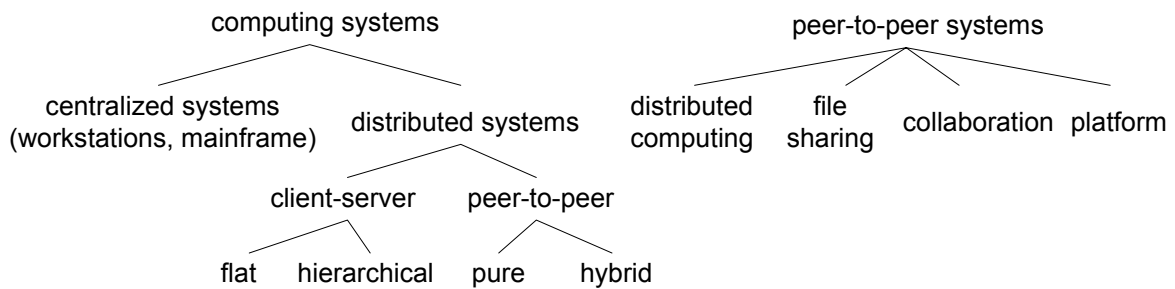 computing systems
centralized systems
(workstations, mainframe)
distributed systems
client-server
peer-to-peer
flat
hierarchical
pure
hybrid
peer-to-peer systems
distributed
computing
file
sharing
collaboration
platform